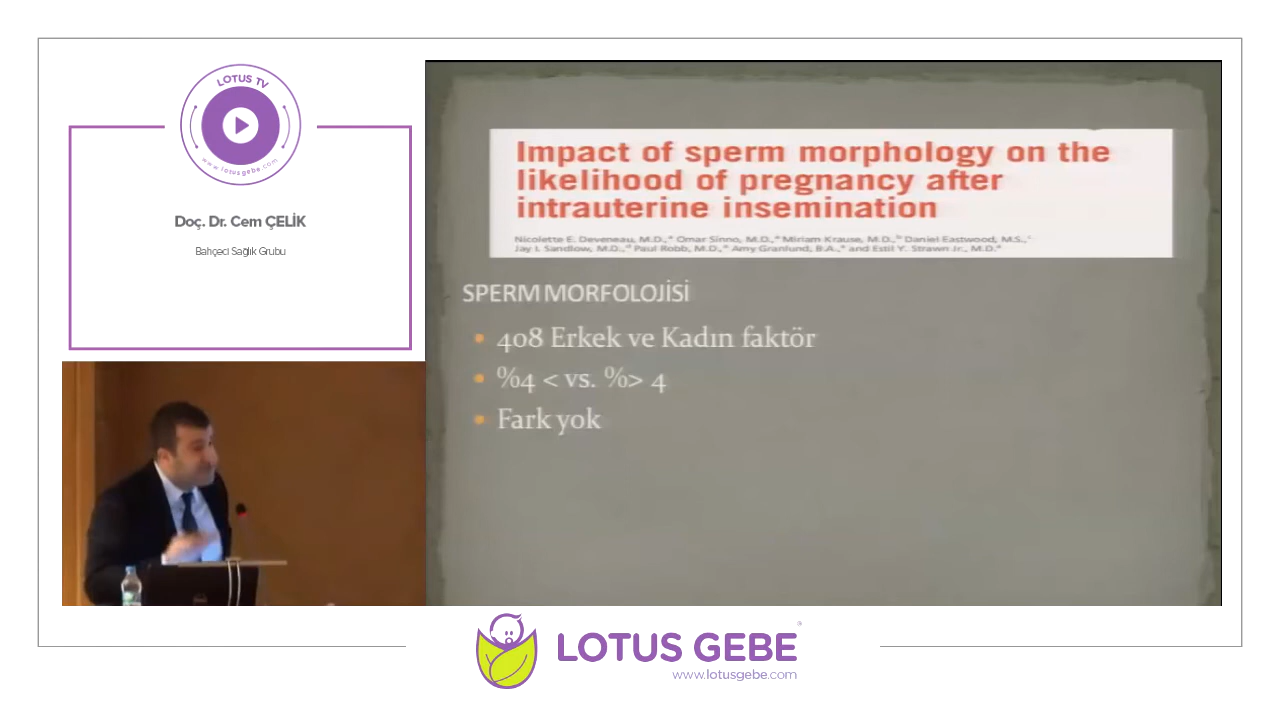 LOTUS TV
www.lotusgebe.com
Doç. Dr. Cem ÇELİK
Bahçeci Sağlık Grubu
Impact of sperm morphology on the
likelihood of pregnancy after
intrauterine insemination
Nicolette E. Deveneau, M.D.,ᵃ Omar Sinno, M.D.,ᵃ Miriam Krause, M.D.,ᵇ Daniel Eastwood, M.S.,ᶜ
Jay I. Sandlow, M.D.,ᵈ Paul Robb, M.D.,ᵃ Amy Granlund, B.A.,ᵃ and Estil Y. Strawn Jr., M.D.ᵃ
SPERM MORFOLOJİSİ
• 408 Erkek ve Kadın faktör
• %4 < vs. %> 4
• Fark yok
LOTUS GEBE®
www.lotusgebe.com